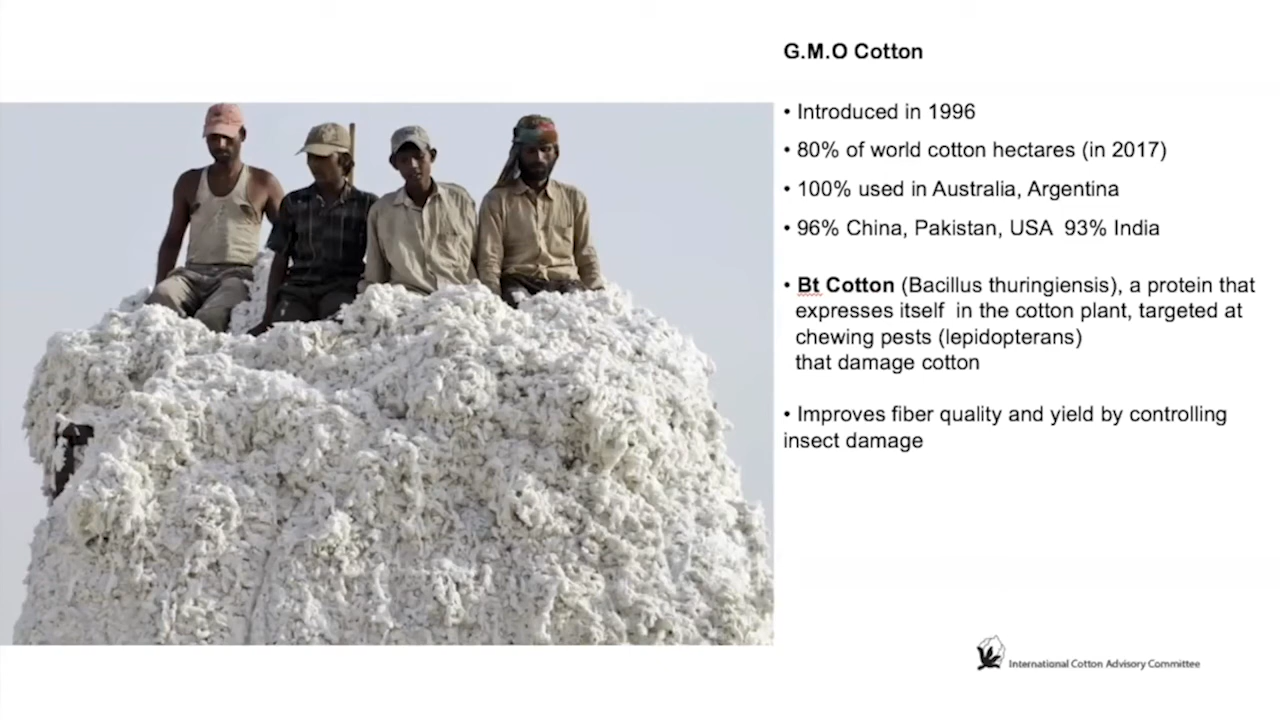 G.M.O Cotton
• Introduced in 1996
• 80% of world cotton hectares (in 2017)
• 100% used in Australia, Argentina
• 96% China, Pakistan, USA  93% India
• Bt Cotton (Bacillus thuringiensis), a protein that
expresses itself  in the cotton plant, targeted at
chewing pests (lepidopterans)
that damage cotton
• Improves fiber quality and yield by controlling
insect damage
International Cotton Advisory Committee